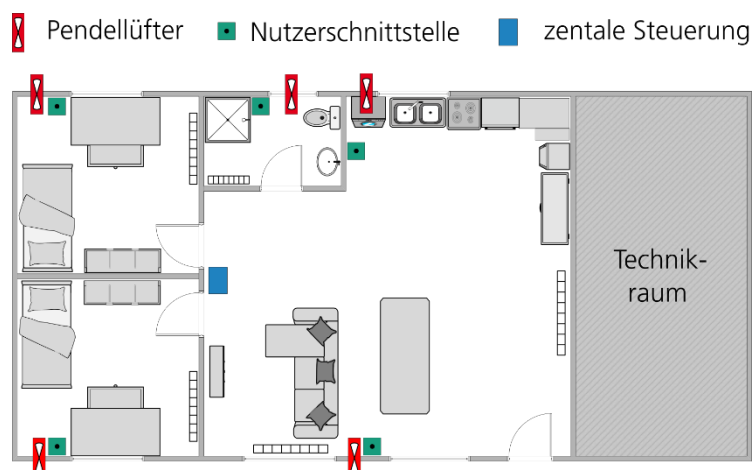 Pendellüfter
Nutzerschnittstelle
zentale Steuerung
Technik-
raum